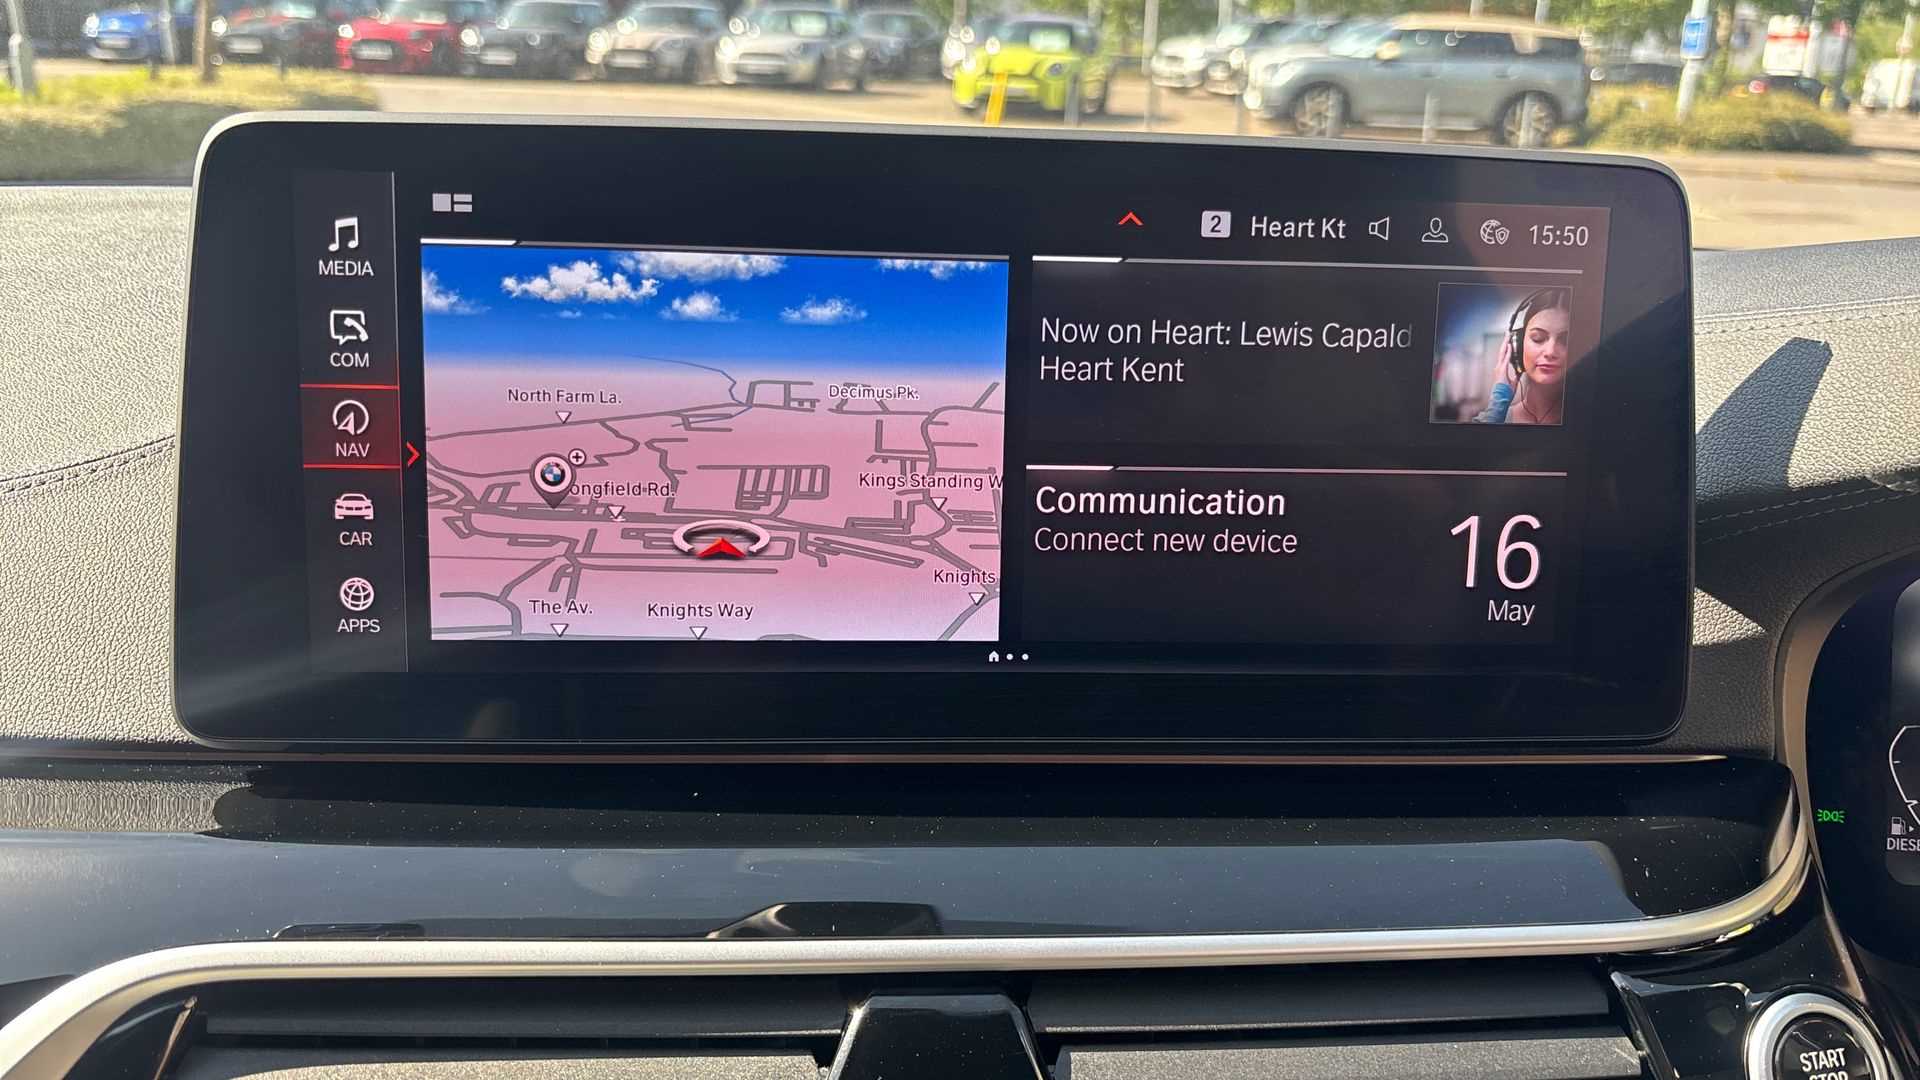 MEDIA
COM
NAV
CAR
APPS
2 Heart Kt 15:50
North Farm La.
Decimus Pk.
ongfield Rd.
Kings Standing W
Knights
The Av.
Knights Way
Now on Heart: Lewis Capald
Heart Kent
Communication
Connect new device
16
May
DIESE
START
STOP